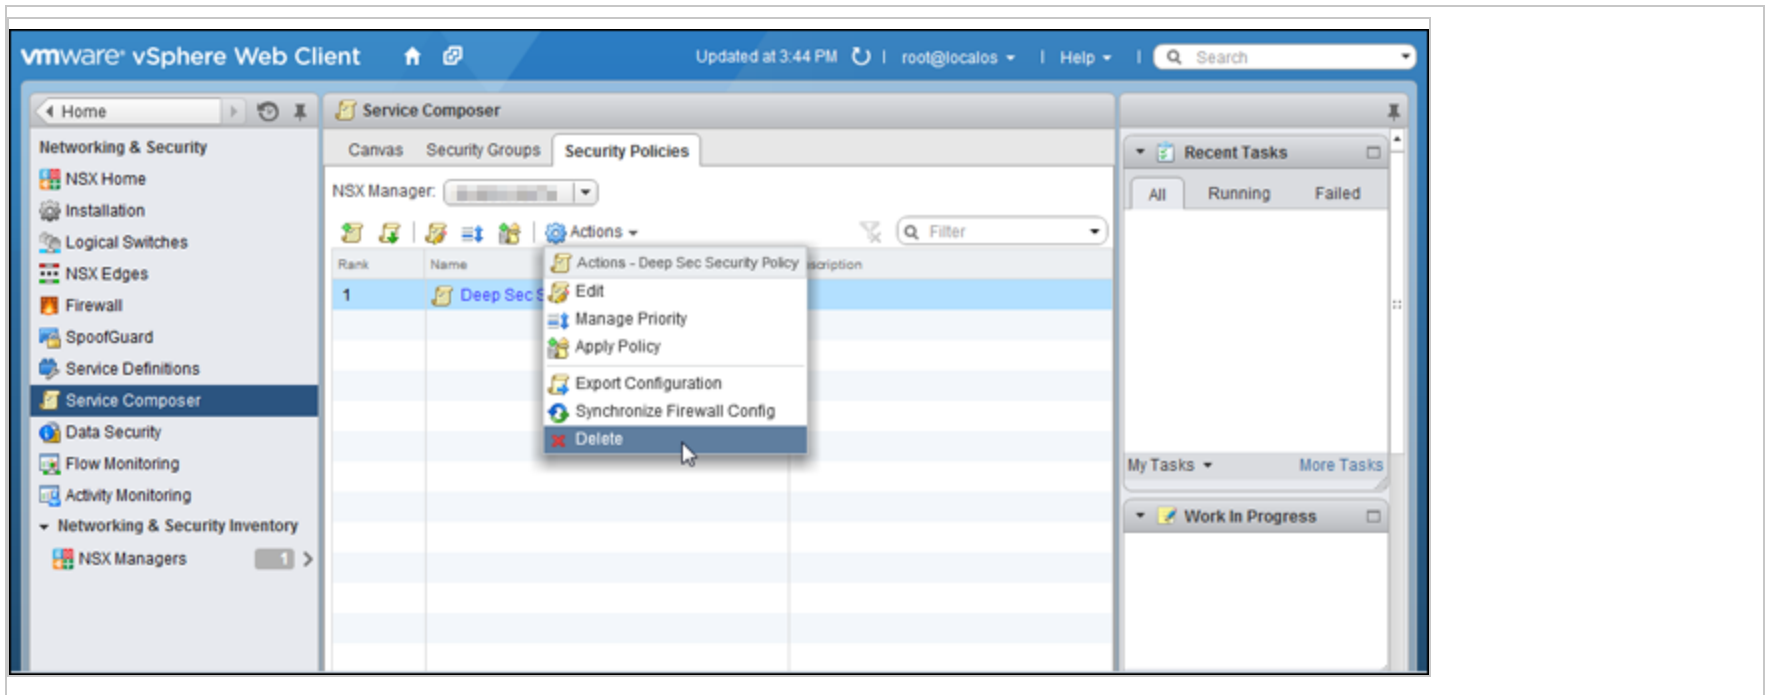 vmware® vSphere Web Client
Updated at 3:44 PM
root@localos
Help
Search
Home
Networking & Security
NSX Home
Installation
Logical Switches
NSX Edges
Firewall
SpoofGuard
Service Definitions
Service Composer
Data Security
Flow Monitoring
Activity Monitoring
Networking & Security Inventory
NSX Managers 1
Service Composer
Canvas Security Groups Security Policies
NSX Manager:
Actions
Filter
Rank Name scription
1 Deep Sec S
Actions - Deep Sec Security Policy
Edit
Manage Priority
Apply Policy
Export Configuration
Synchronize Firewall Config
Delete
Recent Tasks
All Running Failed
My Tasks More Tasks
Work In Progress